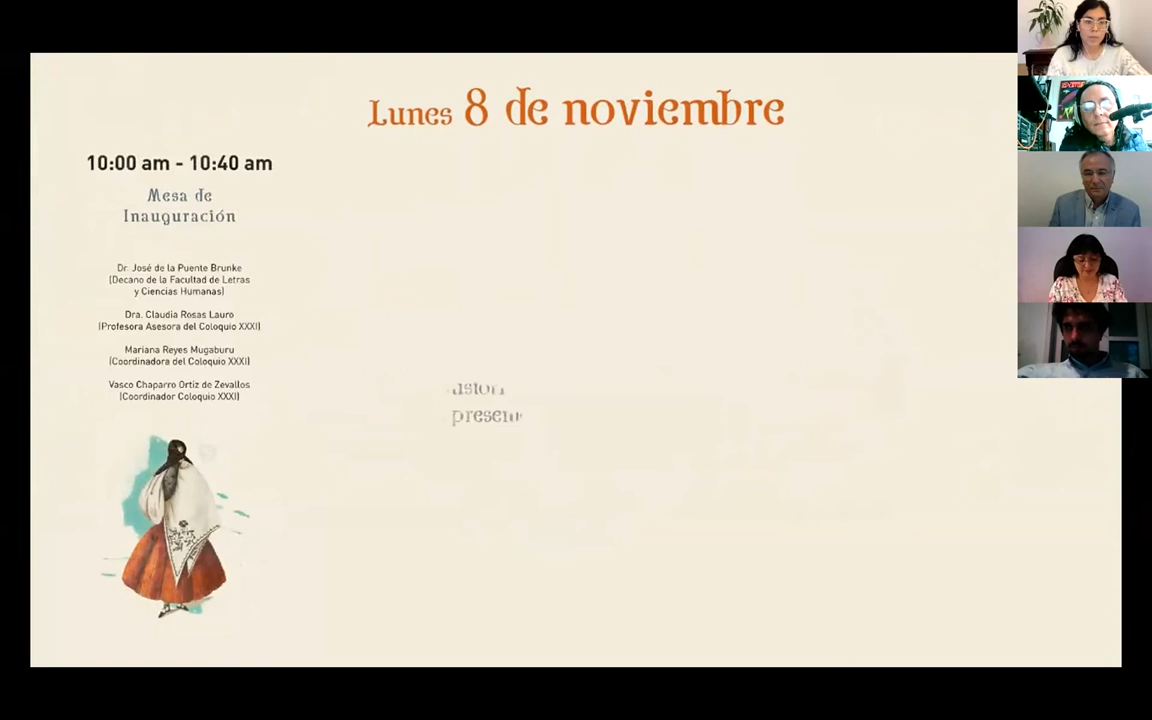 Lunes 8 de noviembre
10:00 am - 10:40 am
Mesa de
Inauguración
Dr. José de la Puente Brunke
(Decano de la Facultad de Letras
y Ciencias Humanas)
Dra. Claudia Rosas Lauro
(Profesora Asesora del Coloquio XXXI)
Mariana Reyes Mugaburu
(Coordinadora del Coloquio XXXI)
Vasco Chaparro Ortiz de Zevallos
(Coordinador Coloquio XXXI)